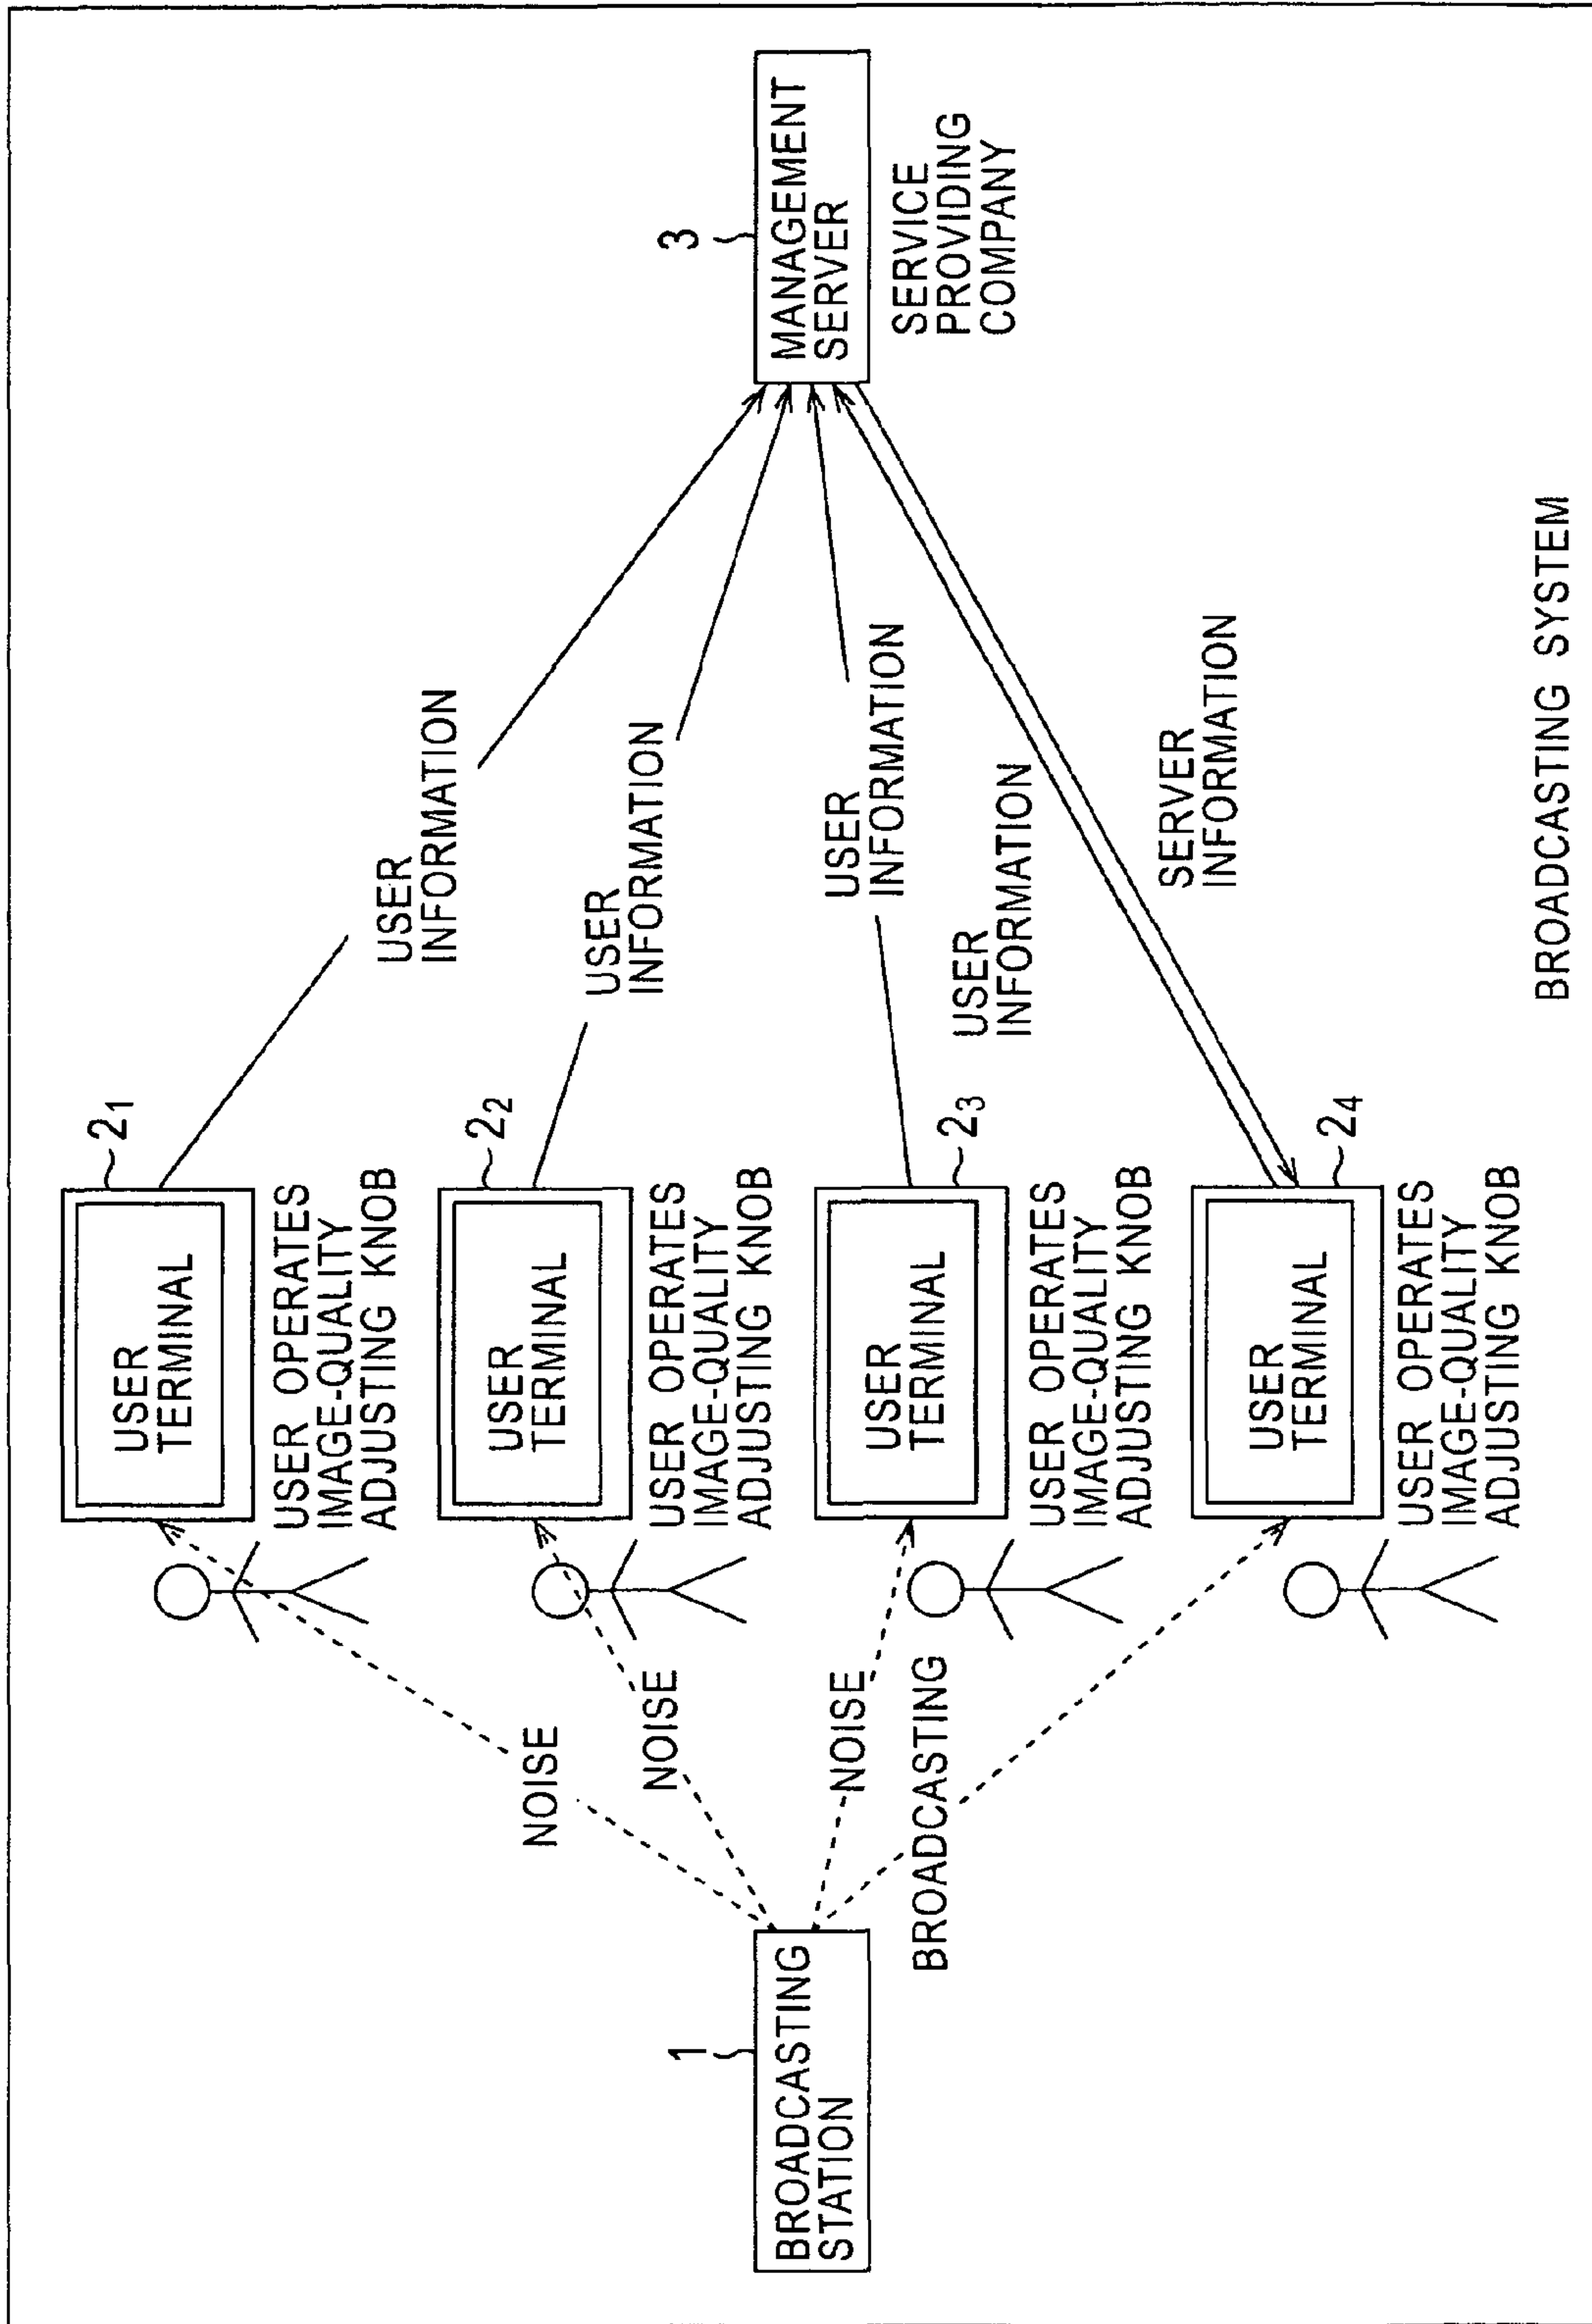 1
BROADCASTING
STATION
NOISE
NOISE
NOISE
BROADCASTING
USER
TERMINAL
2₁
USER OPERATES
IMAGE-QUALITY
ADJUSTING KNOB
USER
TERMINAL
2₂
USER OPERATES
IMAGE-QUALITY
ADJUSTING KNOB
USER
TERMINAL
2₃
USER OPERATES
IMAGE-QUALITY
ADJUSTING KNOB
USER
TERMINAL
2₄
USER OPERATES
IMAGE-QUALITY
ADJUSTING KNOB
USER
INFORMATION
USER
INFORMATION
USER
INFORMATION
USER
INFORMATION
SERVER
INFORMATION
3
MANAGEMENT
SERVER
SERVICE
PROVIDING
COMPANY
BROADCASTING SYSTEM